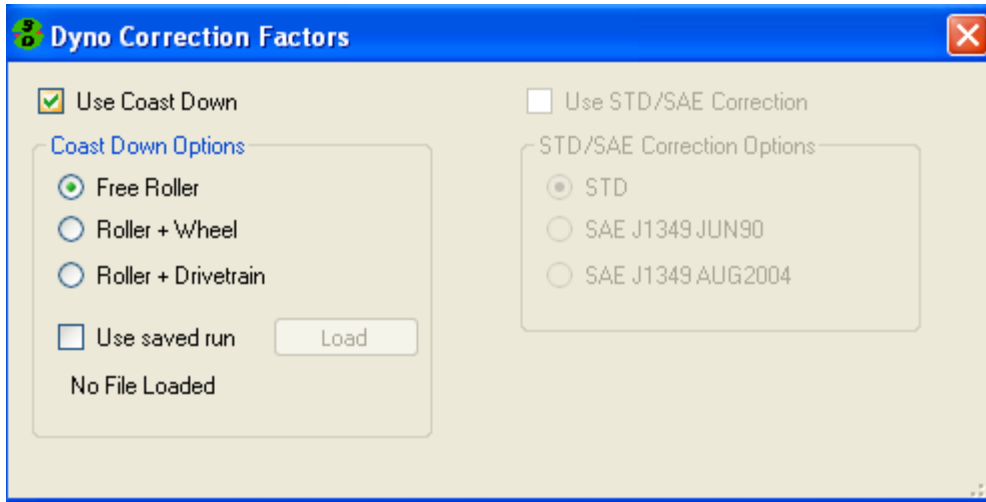 Dyno Correction Factors
Use Coast Down
Coast Down Options
Free Roller
Roller + Wheel
Roller + Drivetrain
Use saved run
Load
No File Loaded
Use STD/SAE Correction
STD/SAE Correction Options
STD
SAE J1349 JUN90
SAE J1349 AUG2004